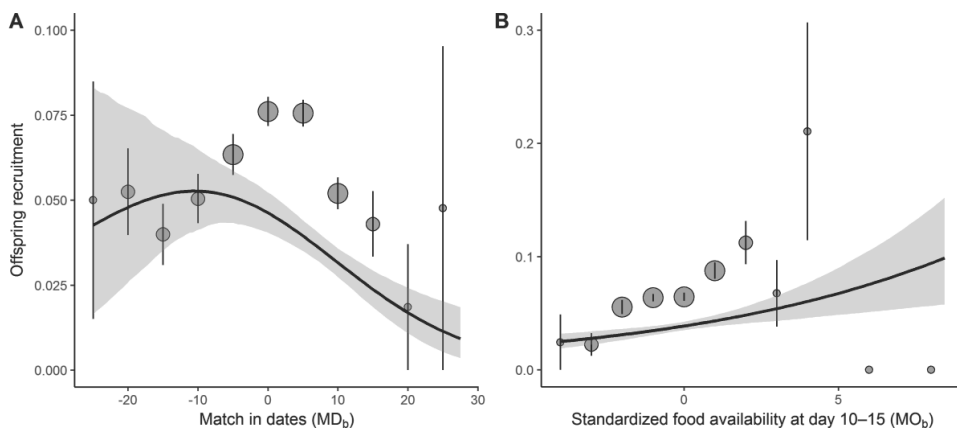 A
Offspring recruitment
0.100
0.075
0.050
0.025
0.000
-20 -10 0 10 20 30
Match in dates (MDb)
B
0.3
0.2
0.1
0.0
0 5
Standardized food availability at day 10–15 (MOb)